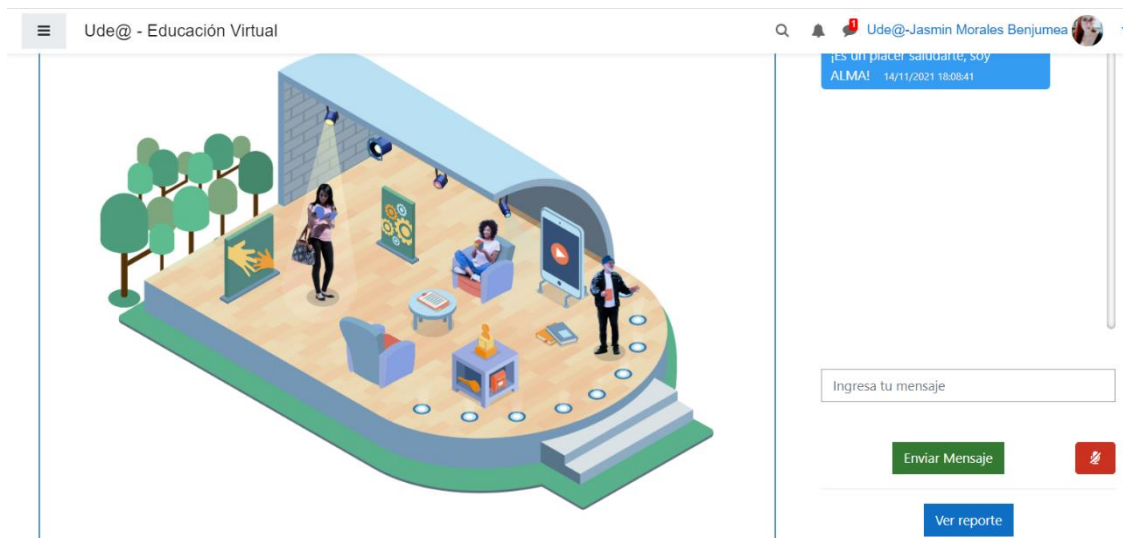 Ude@ - Educación Virtual
1
Ude@-Jasmin Morales Benjumea
¡Es un placer saludarte, soy
ALMA! 14/11/2021 18:08:41
Ingresa tu mensaje
Enviar Mensaje
Ver reporte